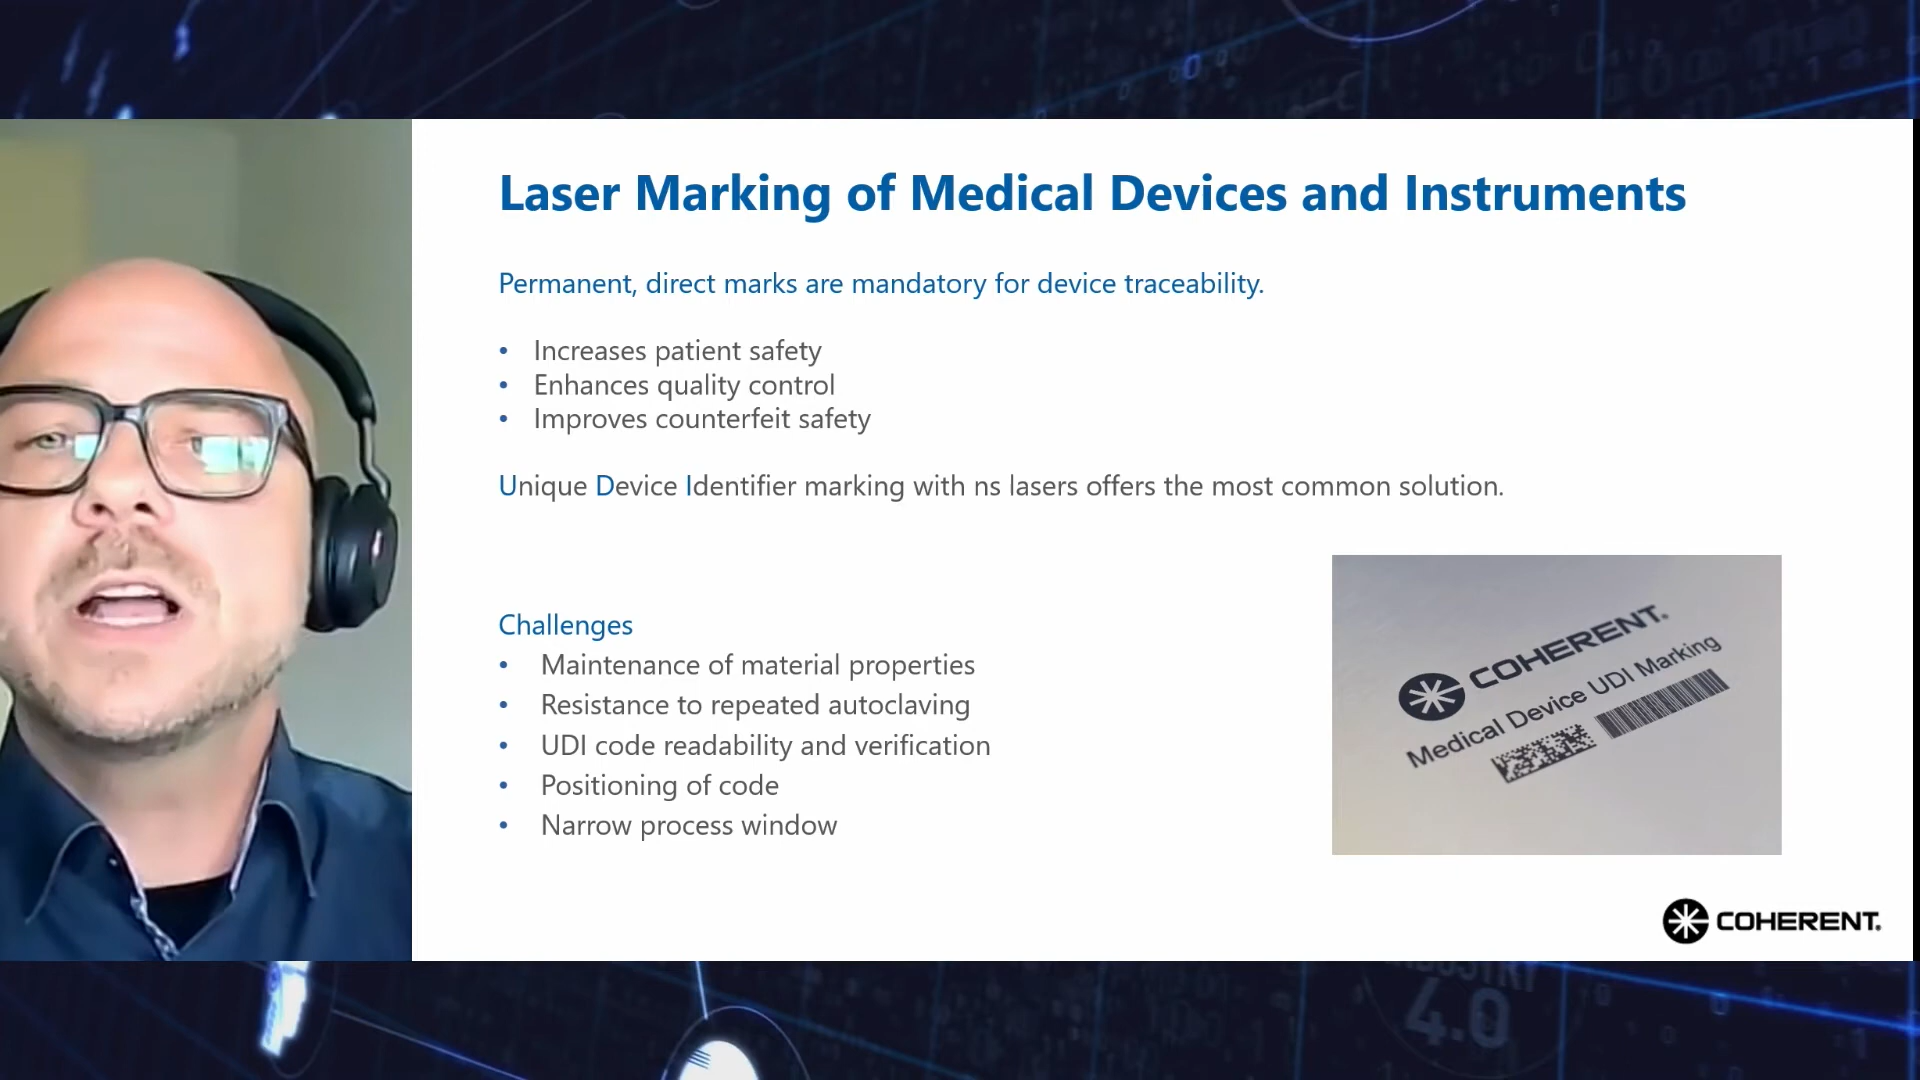 Laser Marking of Medical Devices and Instruments
Permanent, direct marks are mandatory for device traceability.
• Increases patient safety
• Enhances quality control
• Improves counterfeit safety
Unique Device Identifier marking with ns lasers offers the most common solution.
Challenges
• Maintenance of material properties
• Resistance to repeated autoclaving
• UDI code readability and verification
• Positioning of code
• Narrow process window
COHERENT.
Medical Device UDI Marking
COHERENT.
INDUSTRY
4.0